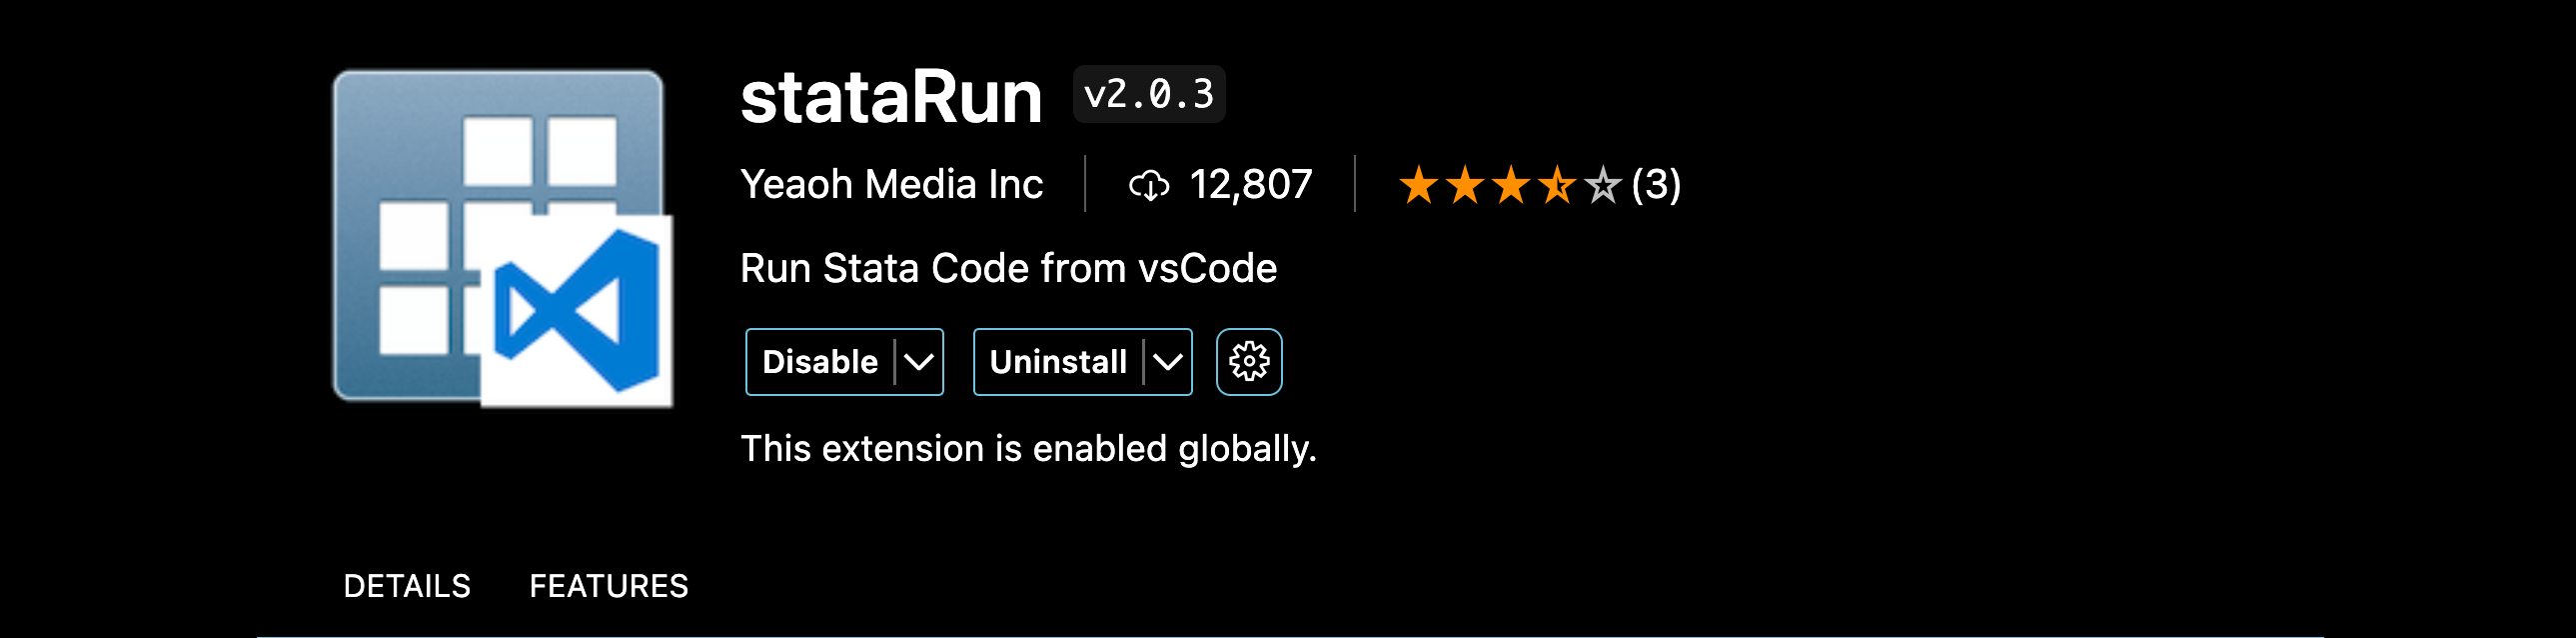 stataRun v2.0.3
Yeaoh Media Inc 12,807 (3)
Run Stata Code from vsCode
Disable Uninstall
This extension is enabled globally.
DETAILS FEATURES